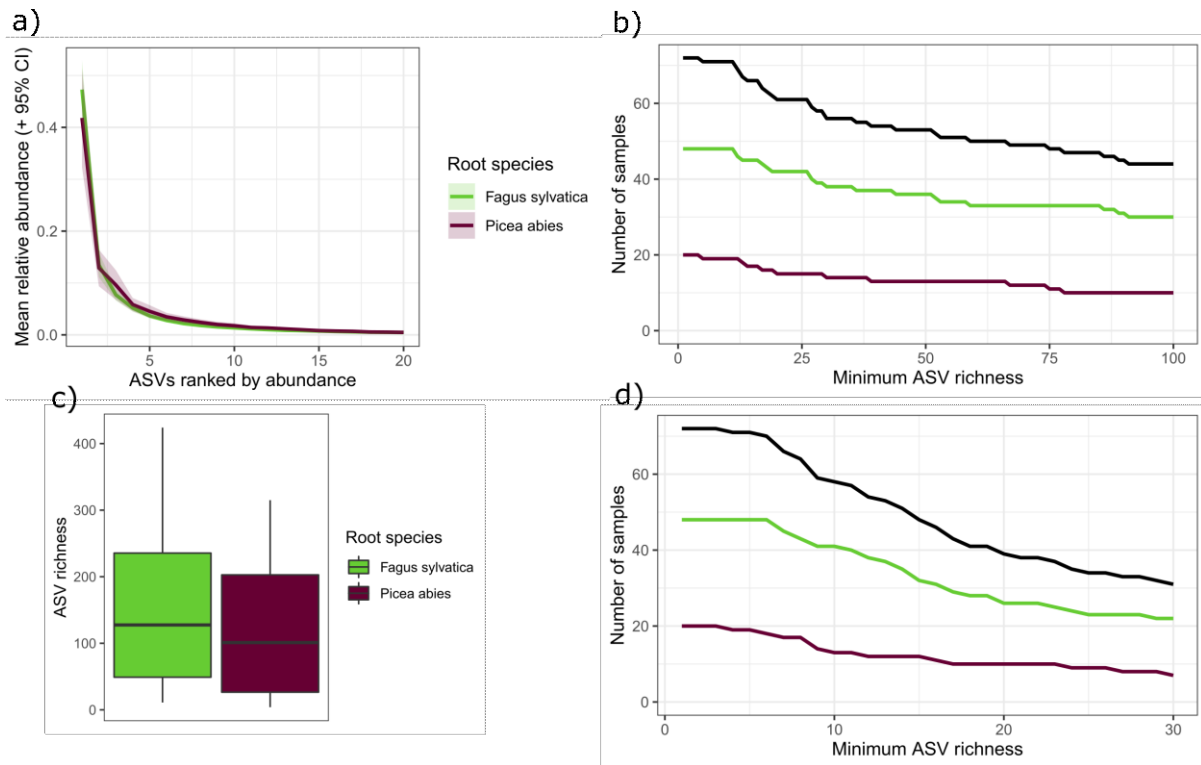 a)
Mean relative abundance (+ 95% CI)
0.4
0.2
0.0
5
10
15
20
ASVs ranked by abundance
Root species
Fagus sylvatica
Picea abies
b)
Number of samples
60
40
20
0
0
25
50
75
100
Minimum ASV richness
c)
ASV richness
400
300
200
100
0
Root species
Fagus sylvatica
Picea abies
d)
Number of samples
60
40
20
0
0
10
20
30
Minimum ASV richness